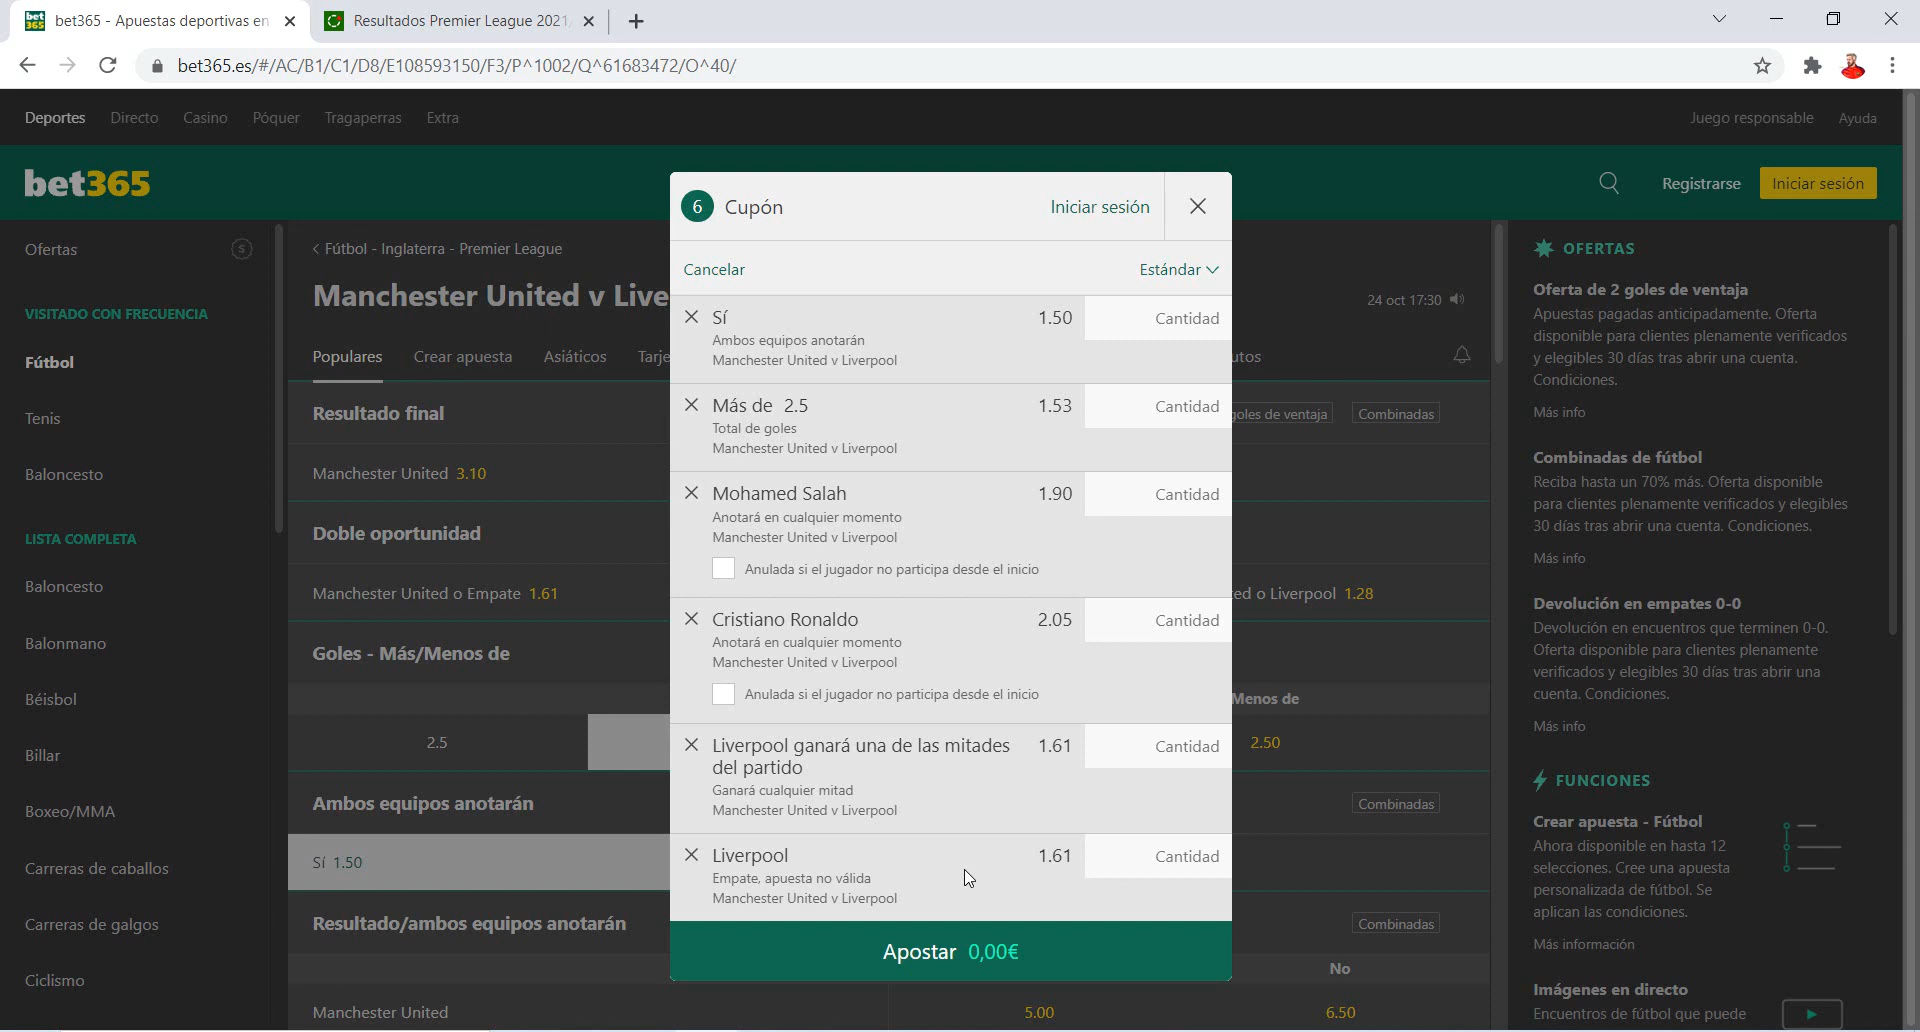 bet365 - Apuestas deportivas en
Resultados Premier League 2021
bet365.es/#/AC/B1/C1/D8/E108593150/F3/P^1002/Q^61683472/O^40/
Deportes Directo Casino Póquer Tragaperras Extra
Juego responsable Ayuda
bet365
Registrarse Iniciar sesión
Ofertas
VISITADO CON FRECUENCIA
Fútbol
Tenis
Baloncesto
LISTA COMPLETA
Baloncesto
Balonmano
Béisbol
Billar
Boxeo/MMA
Carreras de caballos
Carreras de galgos
Ciclismo
< Fútbol - Inglaterra - Premier League
Manchester United v Live
24 oct 17:30
Populares Crear apuesta Asiáticos Tarje
utos
Resultado final
goles de ventaja Combinadas
Manchester United 3.10
Doble oportunidad
Manchester United o Empate 1.61
ed o Liverpool 1.28
Goles - Más/Menos de
Menos de
2.5
2.50
Ambos equipos anotarán
Combinadas
Sí 1.50
Resultado/ambos equipos anotarán
Combinadas
No
Manchester United
5.00
6.50
6 Cupón Iniciar sesión
Cancelar Estándar
Sí 1.50 Cantidad
Ambos equipos anotarán
Manchester United v Liverpool
Más de 2.5 1.53 Cantidad
Total de goles
Manchester United v Liverpool
Mohamed Salah 1.90 Cantidad
Anotará en cualquier momento
Manchester United v Liverpool
Anulada si el jugador no participa desde el inicio
Cristiano Ronaldo 2.05 Cantidad
Anotará en cualquier momento
Manchester United v Liverpool
Anulada si el jugador no participa desde el inicio
Liverpool ganará una de las mitades 1.61 Cantidad
del partido
Ganará cualquier mitad
Manchester United v Liverpool
Liverpool 1.61 Cantidad
Empate, apuesta no válida
Manchester United v Liverpool
Apostar 0,00€
OFERTAS
Oferta de 2 goles de ventaja
Apuestas pagadas anticipadamente. Oferta
disponible para clientes plenamente verificados
y elegibles 30 días tras abrir una cuenta.
Condiciones.
Más info
Combinadas de fútbol
Reciba hasta un 70% más. Oferta disponible
para clientes plenamente verificados y elegibles
30 días tras abrir una cuenta. Condiciones.
Más info
Devolución en empates 0-0
Devolución en encuentros que terminen 0-0.
Oferta disponible para clientes plenamente
verificados y elegibles 30 días tras abrir una
cuenta. Condiciones.
Más info
FUNCIONES
Crear apuesta - Fútbol
Ahora disponible en hasta 12
selecciones. Cree una apuesta
personalizada de fútbol. Se
aplican las condiciones.
Más información
Imágenes en directo
Encuentros de fútbol que puede